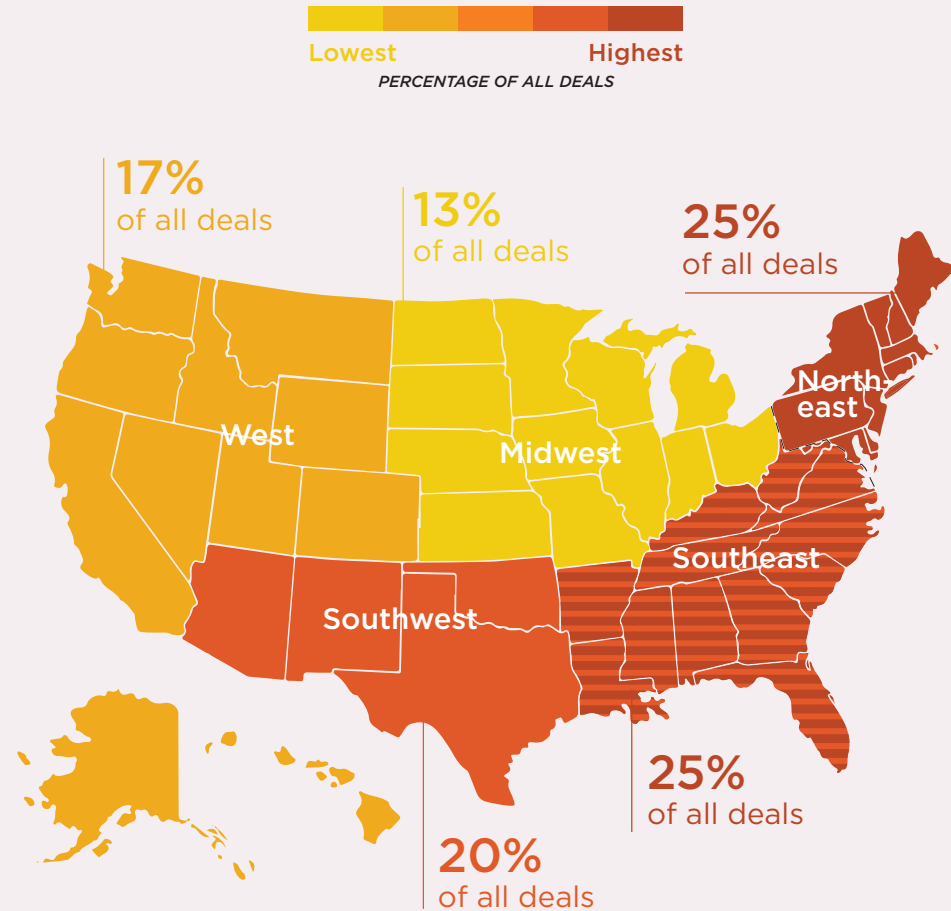 Lowest Highest
PERCENTAGE OF ALL DEALS
17%
of all deals
13%
of all deals
25%
of all deals
West
Midwest
North-
east
Southwest
Southeast
25%
of all deals
20%
of all deals